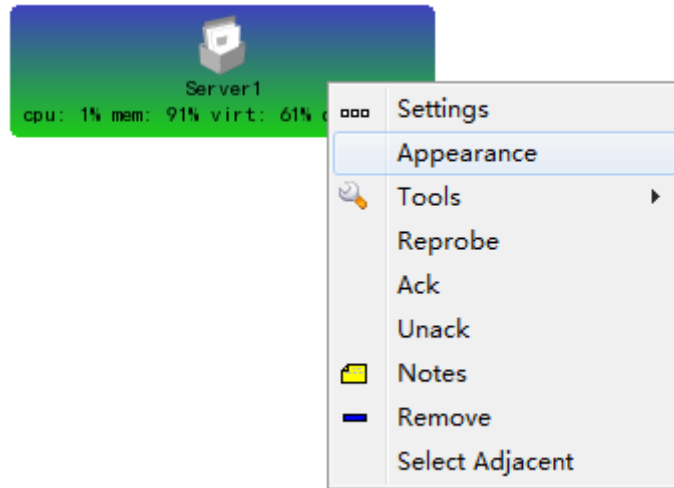 Server1
cpu: 1% mem: 91% virt: 61%
Settings
Appearance
Tools
Reprobe
Ack
Unack
Notes
Remove
Select Adjacent